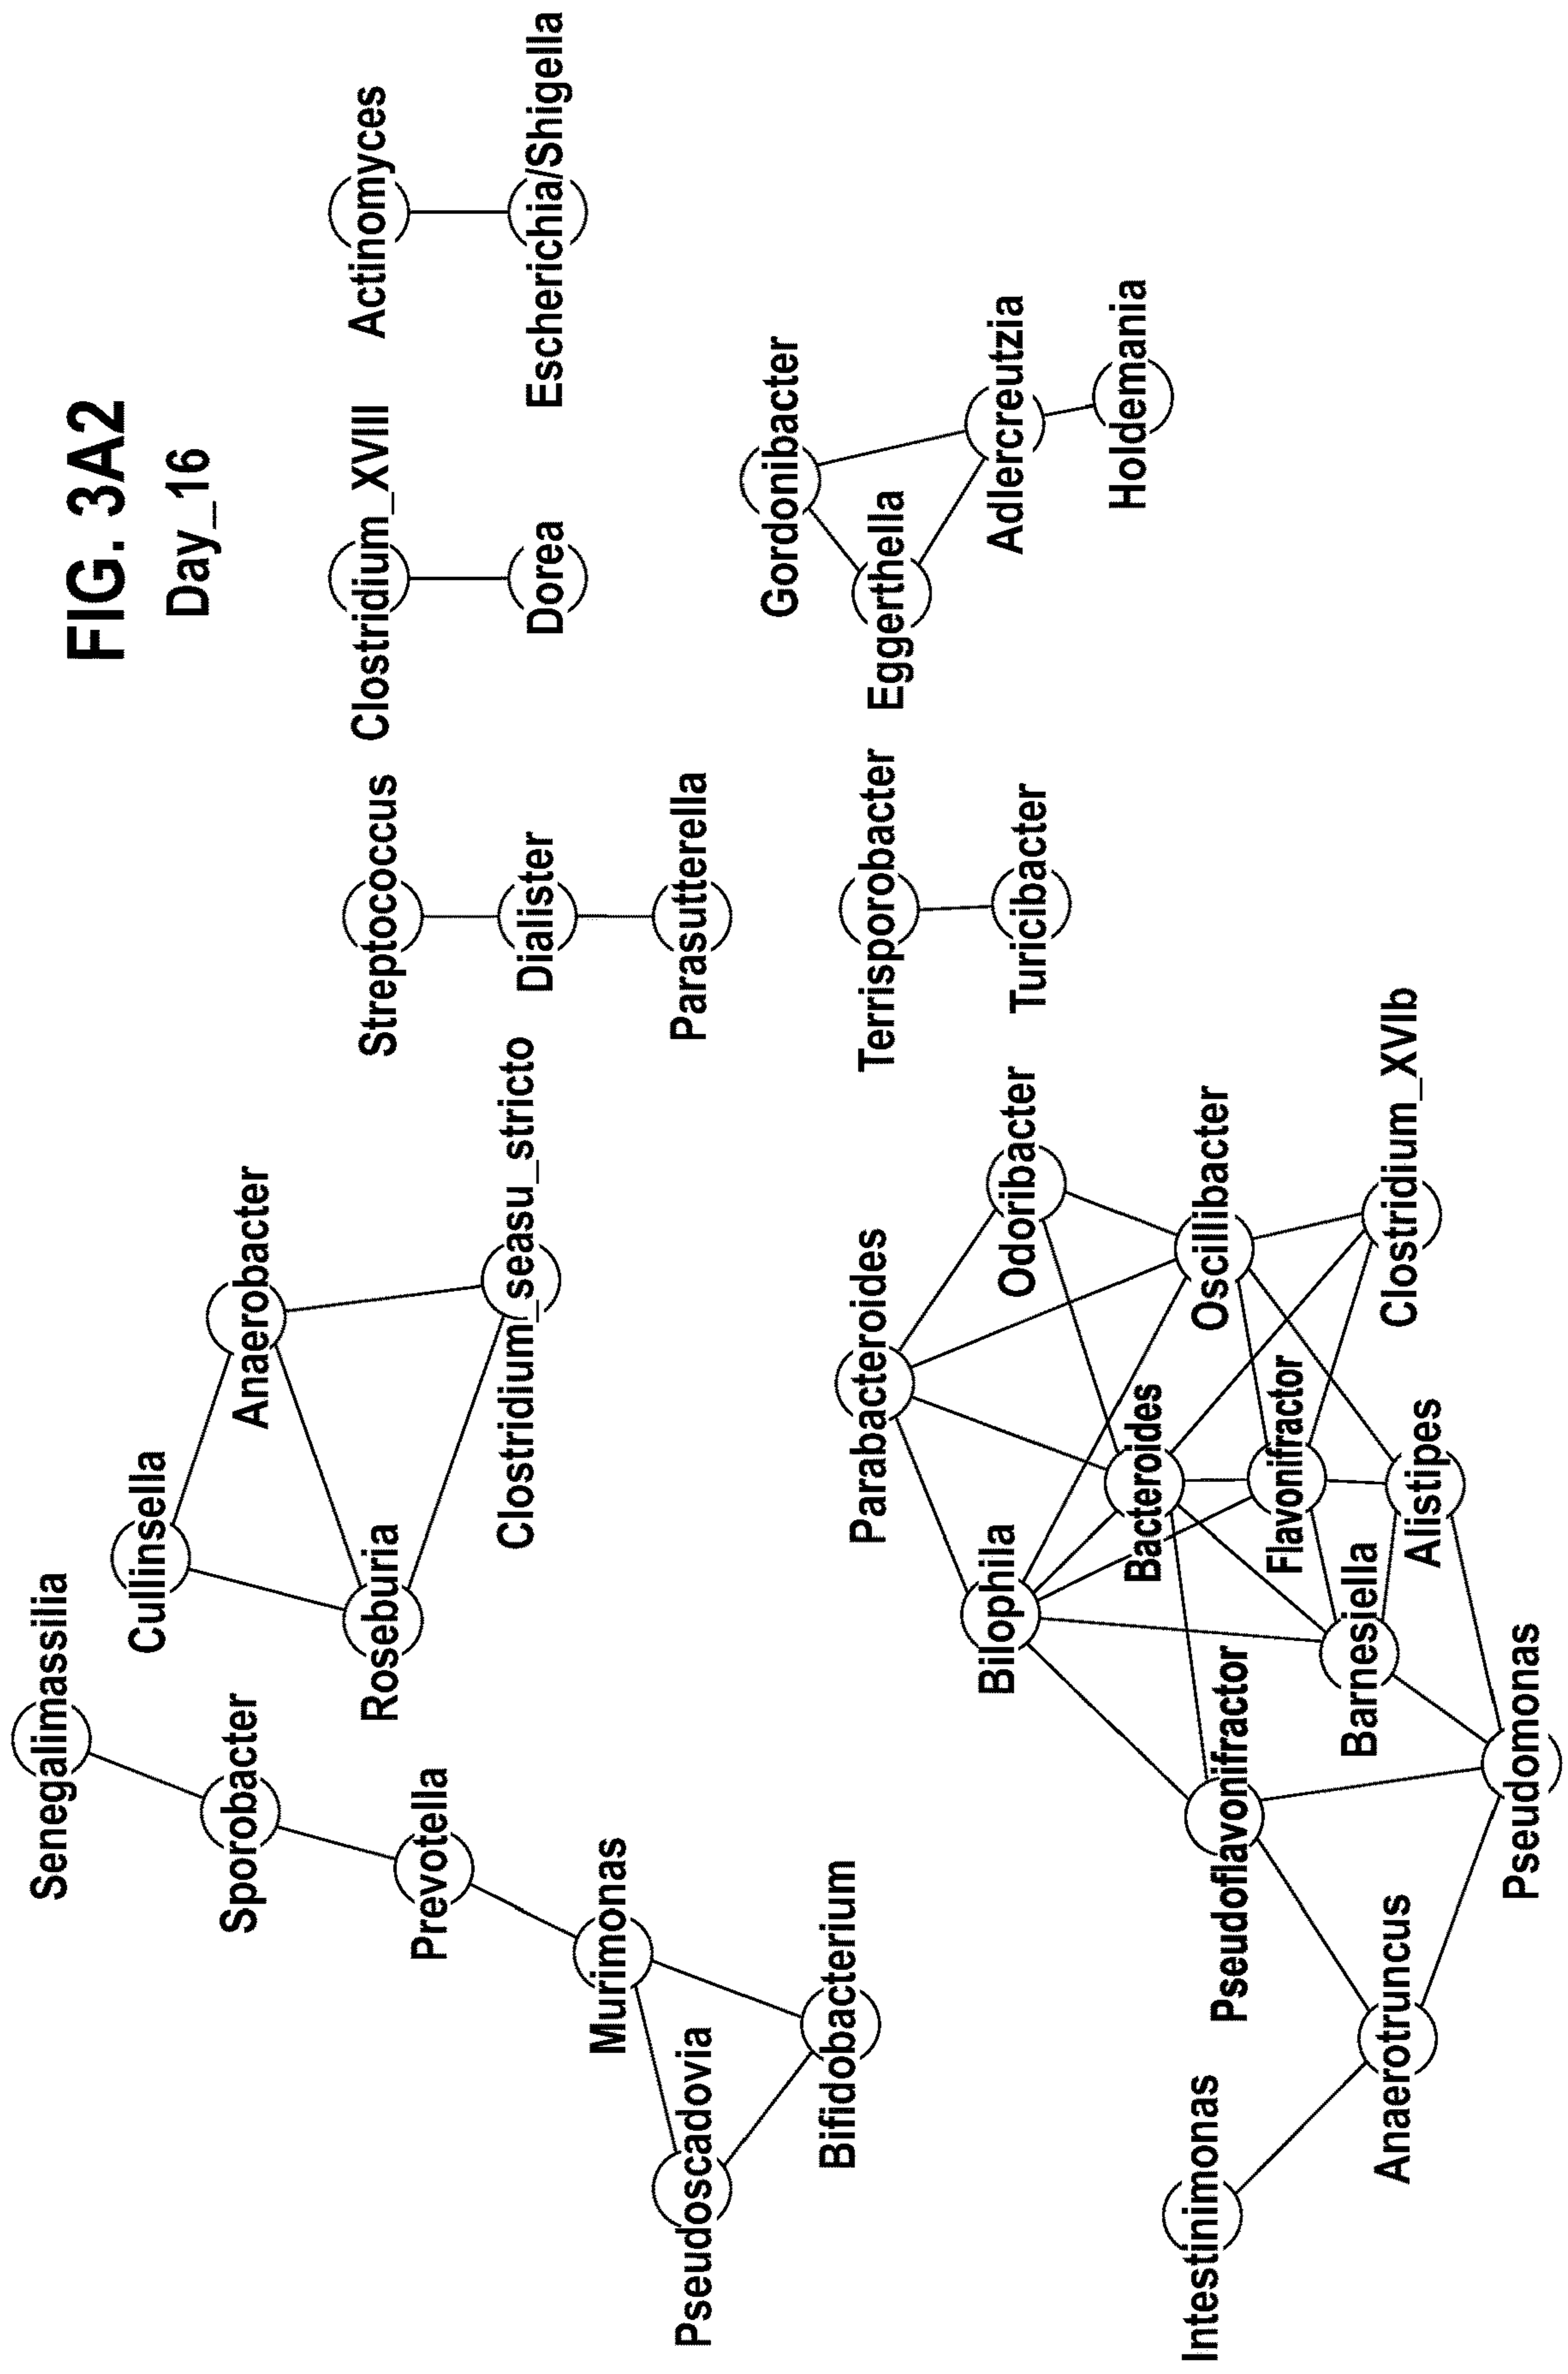 FIG. 3A2
Day_16
Senegalimassilia
Cullinsella
Sporobacter
Anaerobacter
Roseburia
Streptococcus
Clostridium_XVIII
Actinomyces
Prevotella
Clostridium_seasu_stricto
Dialister
Dorea
Escherichia/Shigella
Murimonas
Parasutterella
Pseudoscadovia
Gordonibacter
Bifidobacterium
Parabacteroides
Terrisporobacter
Eggerthella
Bilophila
Odoribacter
Turicibacter
Adlercreutzia
Bacteroides
Holdemania
Intestinimonas
Pseudoflavonifractor
Oscillibacter
Flavonifractor
Barnesiella
Anaerotruncus
Alistipes
Clostridium_XVIb
Pseudomonas